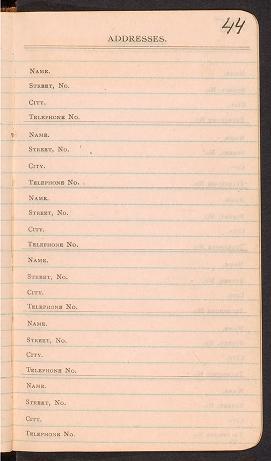 44
ADDRESSES.
NAME.
STREET, NO.
CITY.
TELEPHONE NO.
NAME.
STREET, NO.
CITY.
TELEPHONE NO.
NAME.
STREET, NO.
CITY.
TELEPHONE NO.
NAME.
STREET, NO.
CITY.
TELEPHONE NO.
NAME.
STREET, NO.
CITY.
TELEPHONE NO.
NAME.
STREET, NO.
CITY.
TELEPHONE NO.